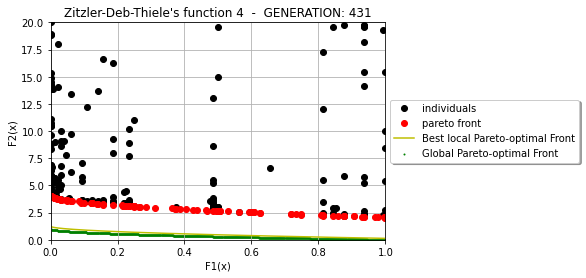 Zitzler-Deb-Thiele's function 4 - GENERATION: 431
20.0
17.5
15.0
12.5
10.0
7.5
5.0
2.5
0.0
F2(x)
0.0 0.2 0.4 0.6 0.8 1.0
F1(x)
individuals
pareto front
Best local Pareto-optimal Front
Global Pareto-optimal Front